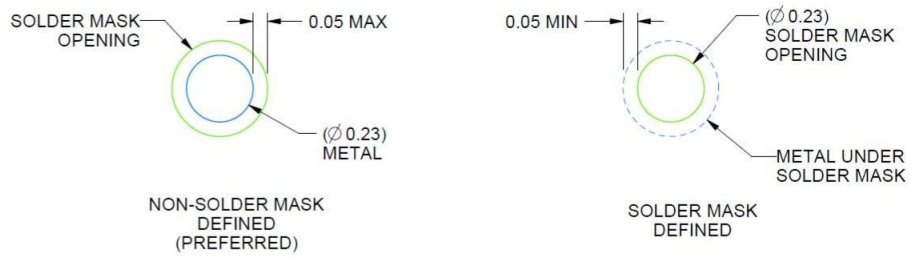 SOLDER MASK
OPENING
0.05 MAX
(Ø 0.23)
METAL
NON-SOLDER MASK
DEFINED
(PREFERRED)
0.05 MIN
(Ø 0.23)
SOLDER MASK
OPENING
METAL UNDER
SOLDER MASK
SOLDER MASK
DEFINED